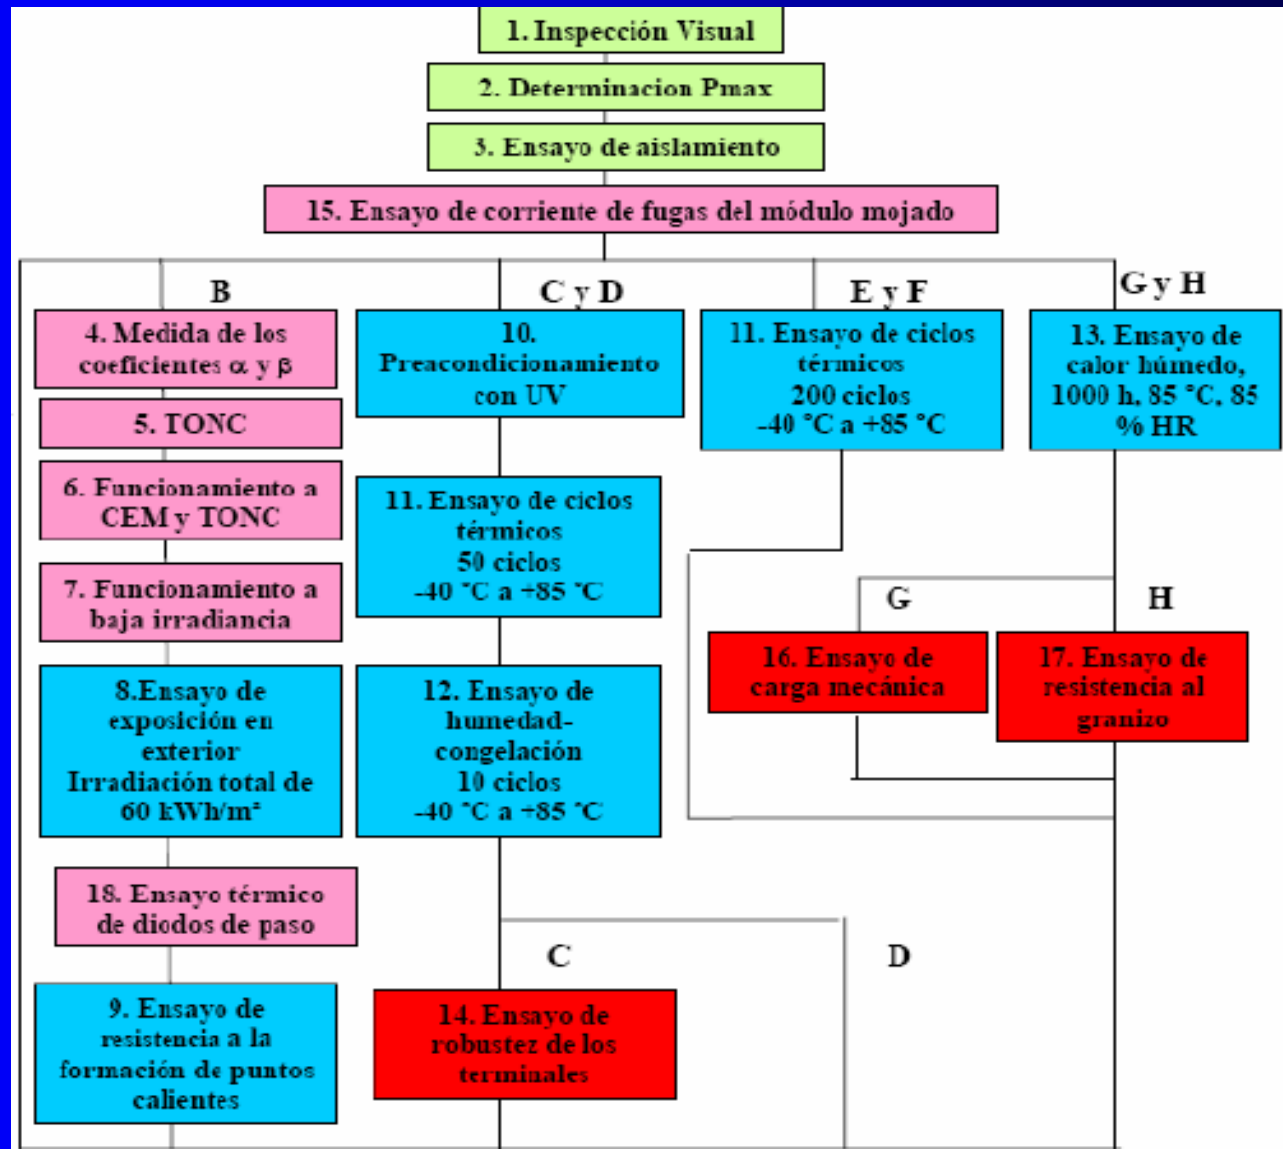 1. Inspección Visual
2. Determinacion Pmax
3. Ensayo de aislamiento
15. Ensayo de corriente de fugas del módulo mojado
B
4. Medida de los
coeficientes α y β
5. TONC
6. Funcionamiento a
CEM y TONC
7. Funcionamiento a
baja irradiancia
8.Ensayo de
exposición en
exterior
Irradiación total de
60 kWh/m²
18. Ensayo térmico
de diodos de paso
9. Ensayo de
resistencia a la
formación de puntos
calientes
C y D
10.
Preacondicionamiento
con UV
11. Ensayo de ciclos
térmicos
50 ciclos
-40 °C a +85 °C
12. Ensayo de
humedad-
congelación
10 ciclos
-40 °C a +85 °C
C
14. Ensayo de
robustez de los
terminales
D
E y F
11. Ensayo de ciclos
térmicos
200 ciclos
-40 °C a +85 °C
G y H
13. Ensayo de
calor húmedo,
1000 h, 85 °C, 85
% HR
G
16. Ensayo de
carga mecánica
H
17. Ensayo de
resistencia al
granizo